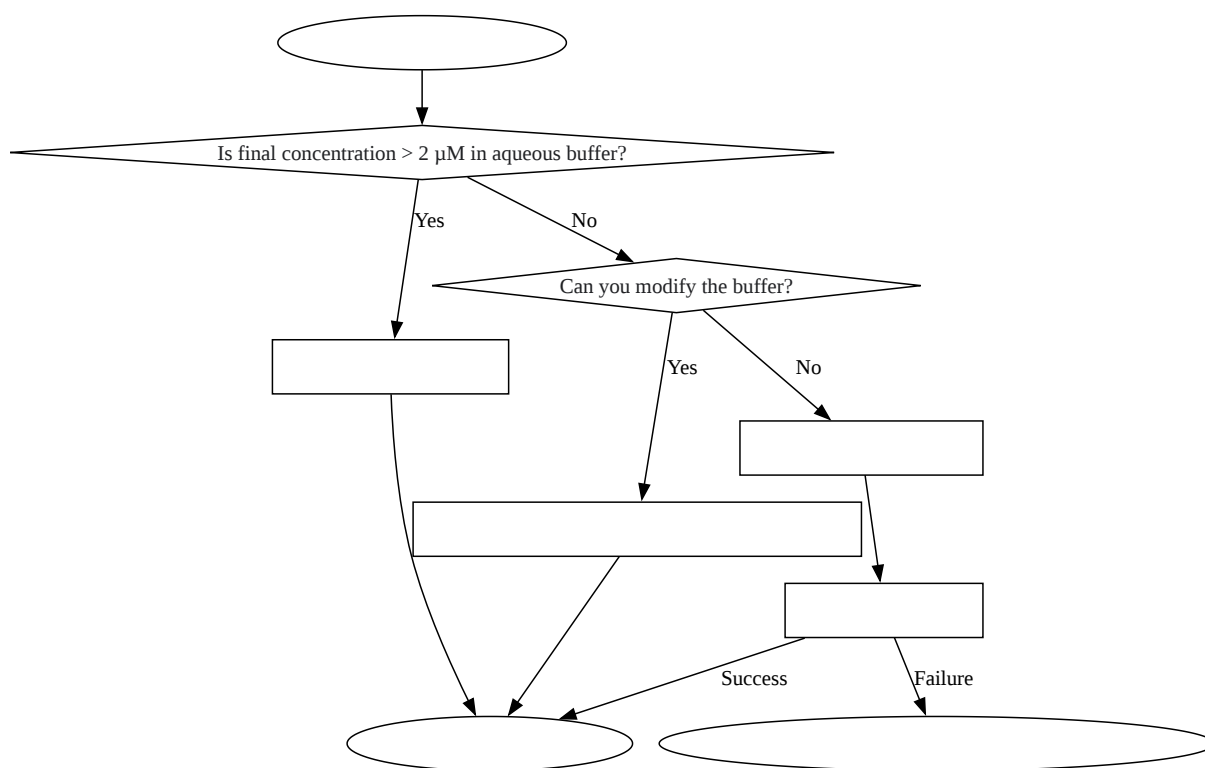 Is final concentration > 2 µM in aqueous buffer?
Yes
No
Can you modify the buffer?
Yes
No
Success
Failure